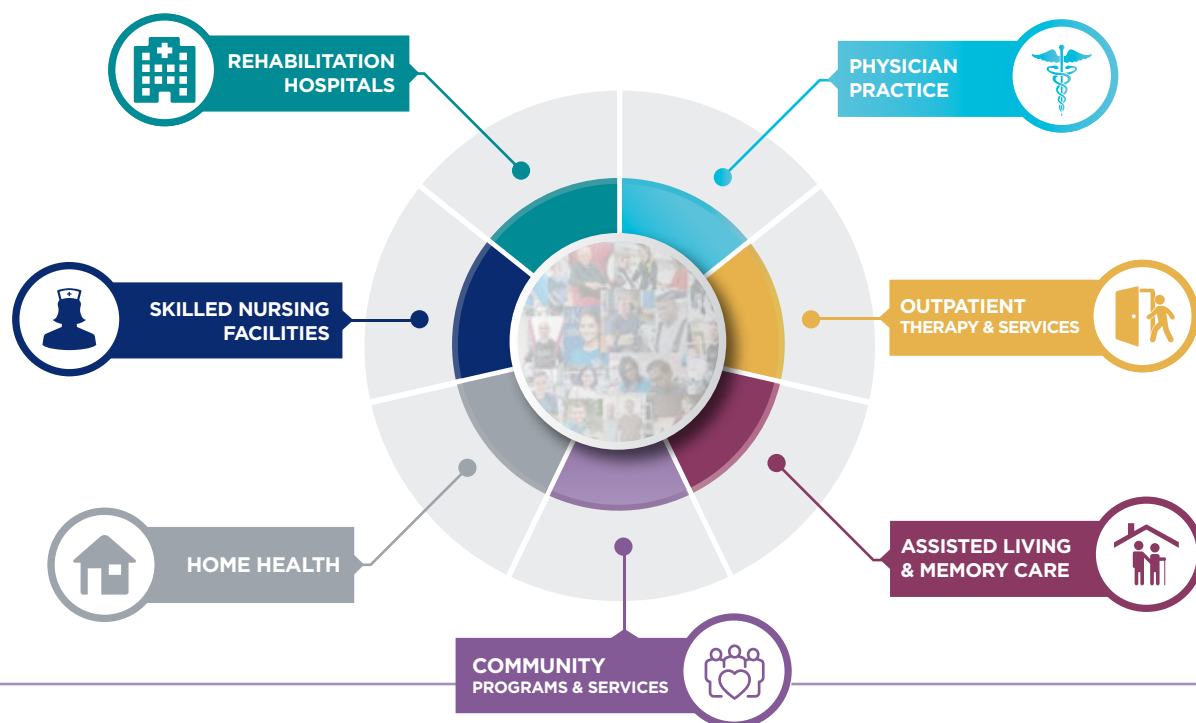 REHABILITATION
HOSPITALS
PHYSICIAN
PRACTICE
SKILLED NURSING
FACILITIES
OUTPATIENT
THERAPY & SERVICES
HOME HEALTH
ASSISTED LIVING
& MEMORY CARE
COMMUNITY
PROGRAMS & SERVICES